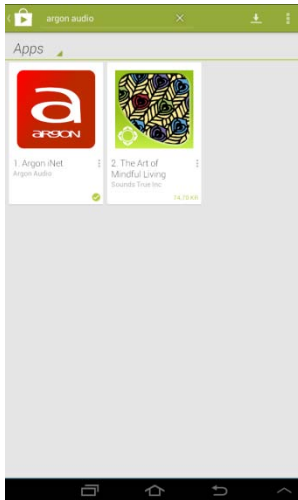 argon audio
Apps
a
ARGON
1. Argon iNet
Argon Audio
2. The Art of
Mindful Living
Sounds True Inc